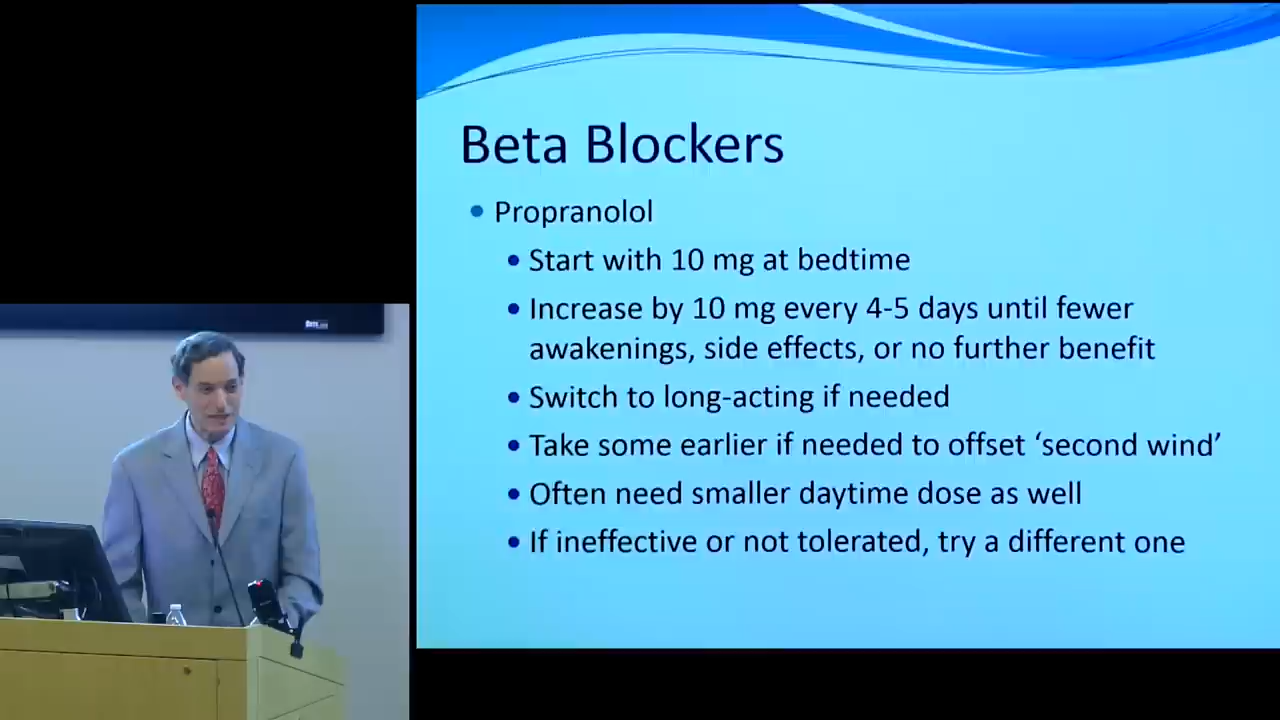 Beta Blockers
• Propranolol
• Start with 10 mg at bedtime
• Increase by 10 mg every 4-5 days until fewer
awakenings, side effects, or no further benefit
• Switch to long-acting if needed
• Take some earlier if needed to offset ‘second wind’
• Often need smaller daytime dose as well
• If ineffective or not tolerated, try a different one